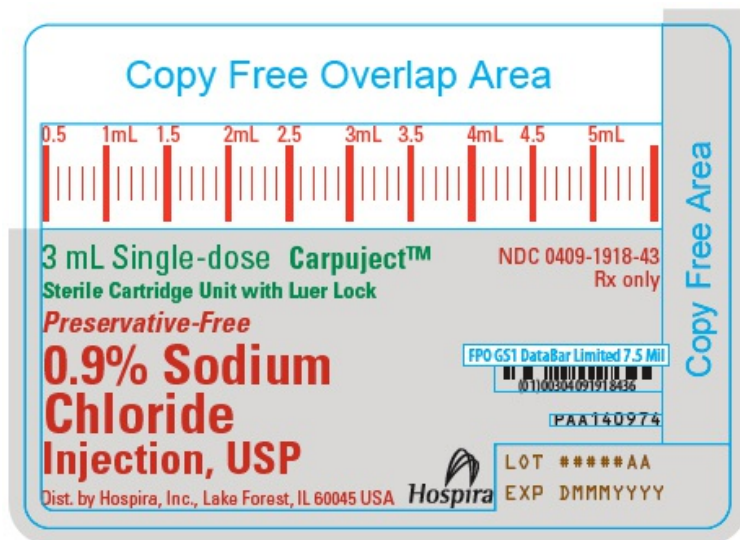 Copy Free Overlap Area
0.5 1mL 1.5 2mL 2.5 3mL 3.5 4mL 4.5 5mL
3 mL Single-dose Carpuject™
Sterile Cartridge Unit with Luer Lock
Preservative-Free
0.9% Sodium
Chloride
Injection, USP
Dist. by Hospira, Inc., Lake Forest, IL 60045 USA
Hospira
NDC 0409-1918-43
Rx only
FPO GS1 DataBar Limited 7.5 Mil
(01)00304091918436
PAA140974
LOT #####AA
EXP DMMMYYYY
Copy Free Area